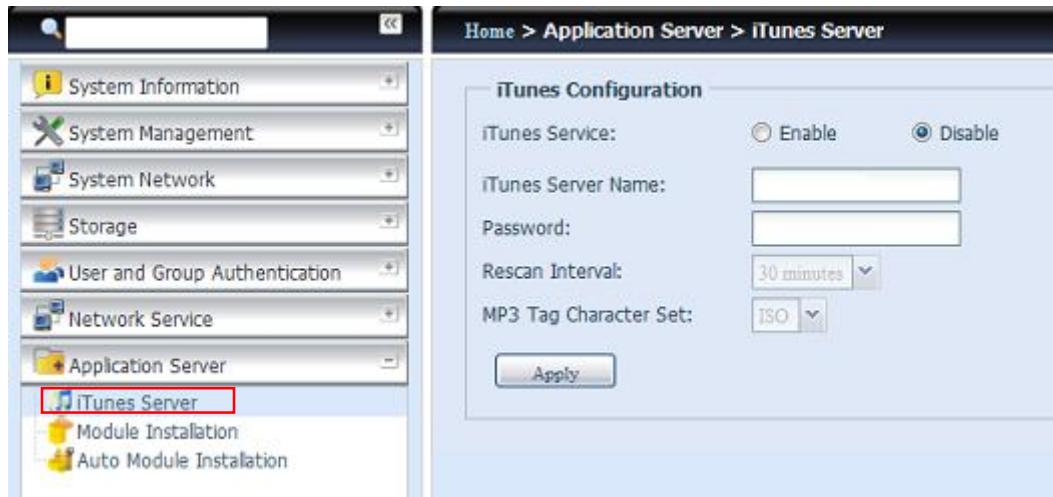 Home > Application Server > iTunes Server
System Information
System Management
System Network
Storage
User and Group Authentication
Network Service
Application Server
iTunes Server
Module Installation
Auto Module Installation
iTunes Configuration
iTunes Service: Enable Disable
iTunes Server Name:
Password:
Rescan Interval: 30 minutes
MP3 Tag Character Set: ISO
Apply